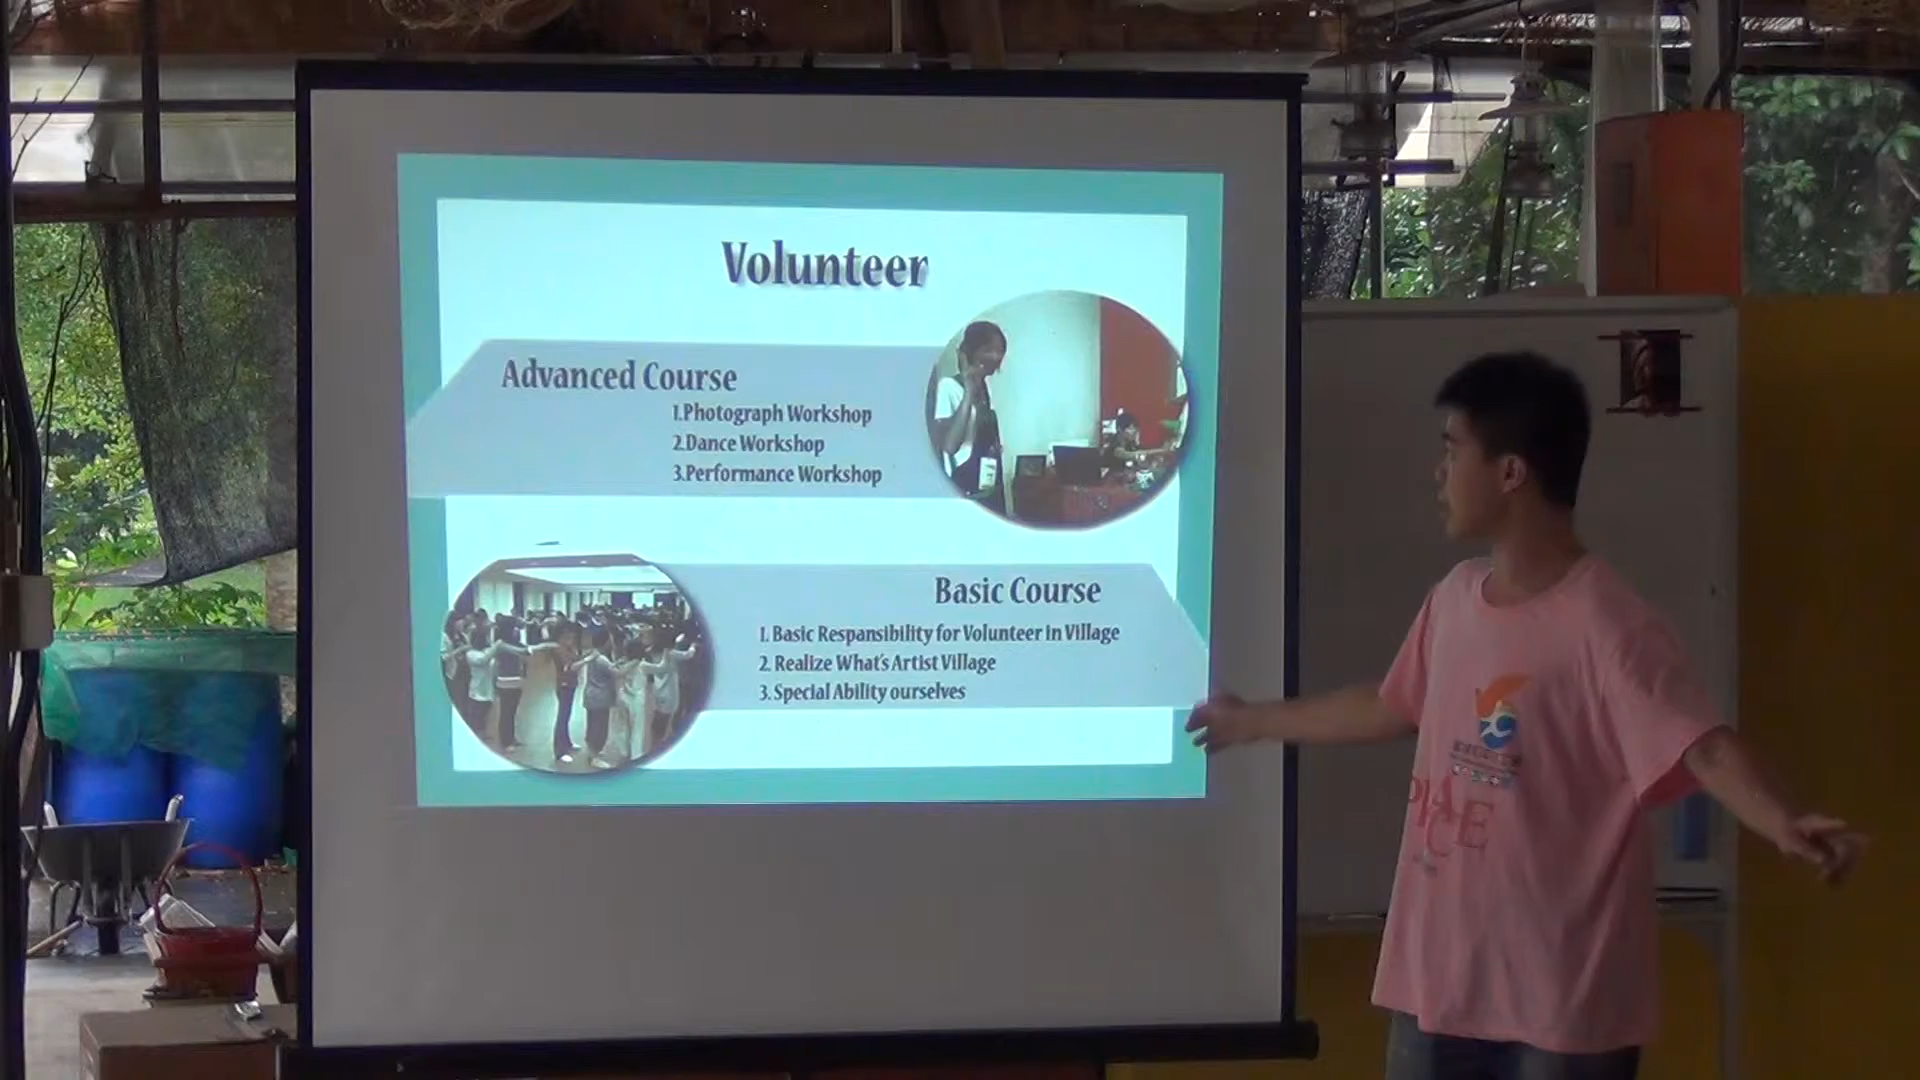 Volunteer
Advanced Course
1.Photograph Workshop
2.Dance Workshop
3.Performance Workshop
Basic Course
1. Basic Respansibility for Volunteer in Village
2. Realize What's Artist Village
3. Special Ability ourselves